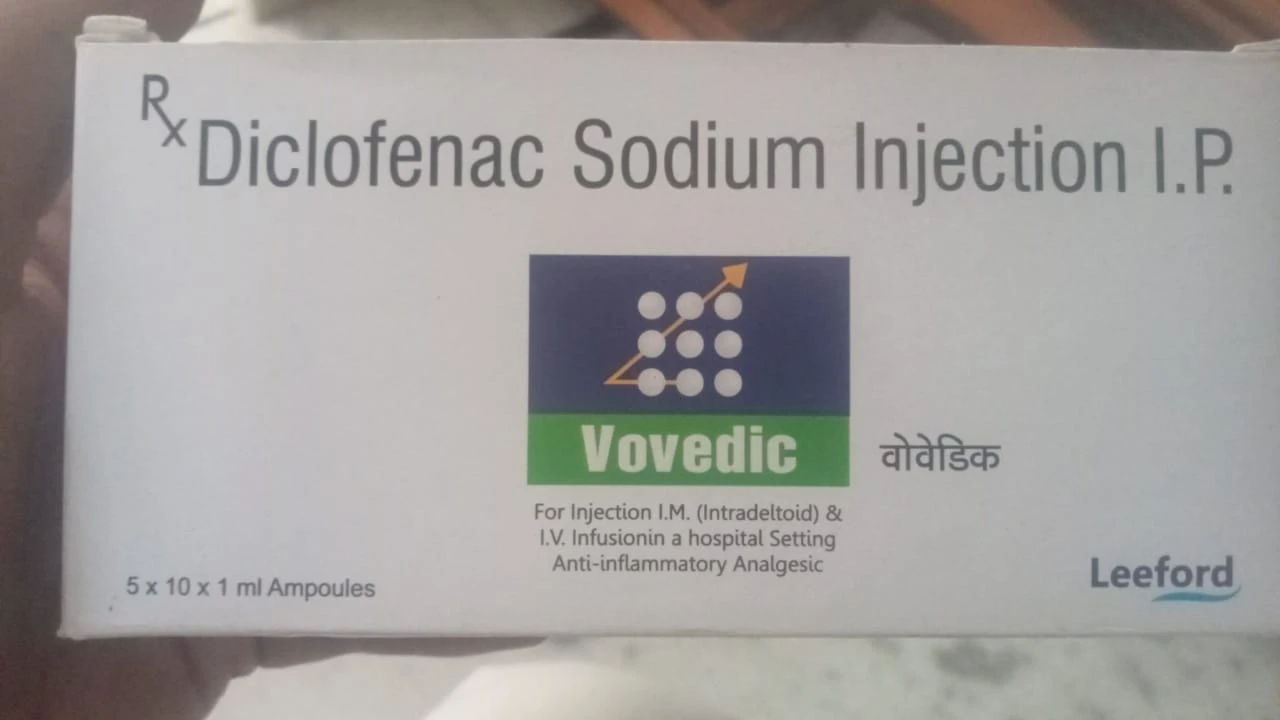 Rx Diclofenac Sodium Injection I.P.
Vovedic
वोवेडिक
For Injection I.M. (Intradeltoid) &
I.V. Infusionin a hospital Setting
Anti-inflammatory Analgesic
5 x 10 x 1 ml Ampoules
Leeford